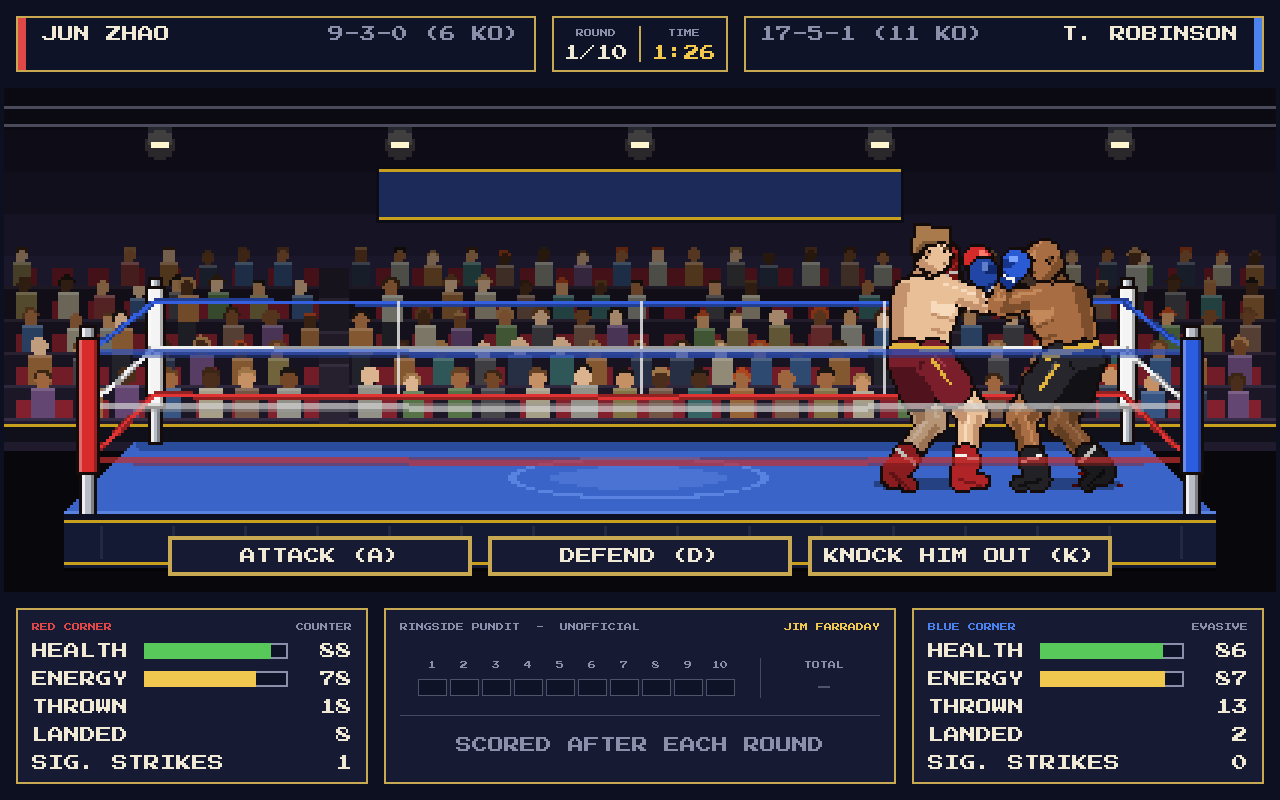 JUN ZHAO 9-3-0 (6 KO)
ROUND TIME
1/10 1:26
17-5-1 (11 KO) T. ROBINSON
ATTACK (A)
DEFEND (D)
KNOCK HIM OUT (K)
RED CORNER COUNTER
HEALTH 88
ENERGY 78
THROWN 18
LANDED 8
SIG. STRIKES 1
RINGSIDE PUNDIT - UNOFFICIAL JIM FARRADAY
1 2 3 4 5 6 7 8 9 10 TOTAL
—
SCORED AFTER EACH ROUND
BLUE CORNER EVASIVE
HEALTH 86
ENERGY 87
THROWN 13
LANDED 2
SIG. STRIKES 0